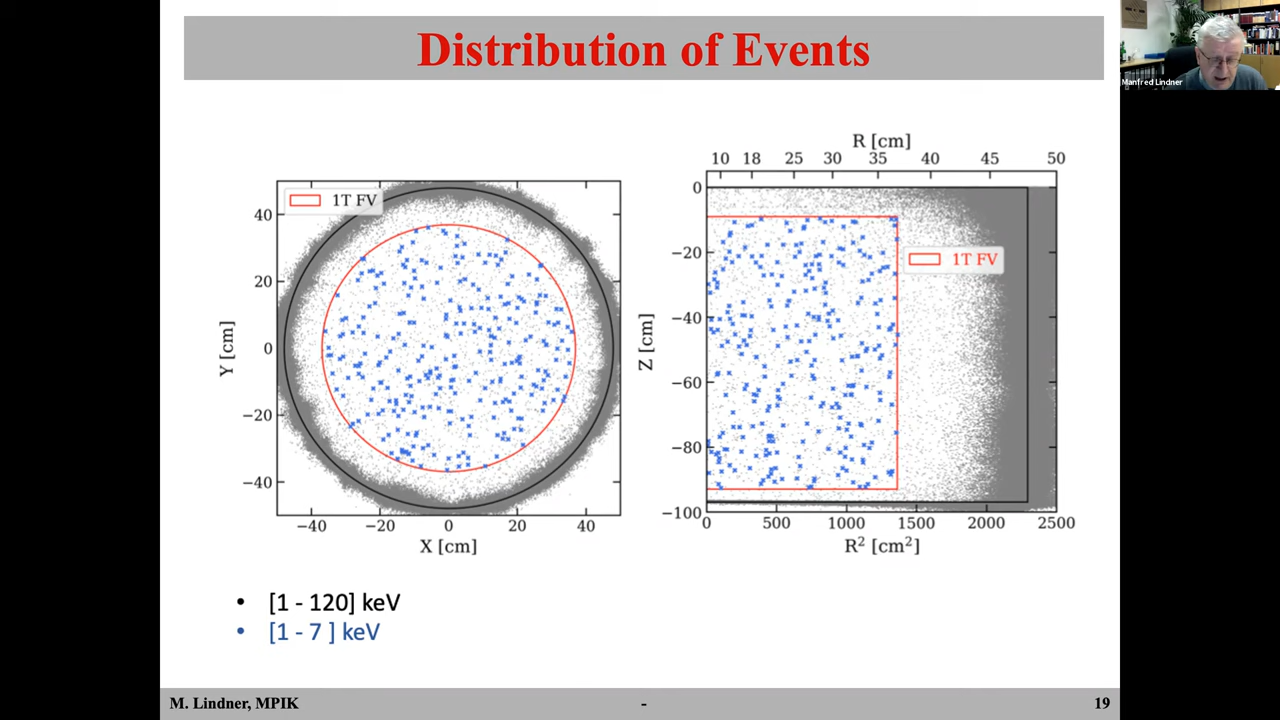 Distribution of Events
Manfred Lindner
1T FV
40
20
0
−20
−40
Y [cm]
−40 −20 0 20 40
X [cm]
R [cm]
10 18 25 30 35 40 45 50
0
−20
−40
−60
−80
−100
Z [cm]
1T FV
0 500 1000 1500 2000 2500
R² [cm²]
• [1 - 120] keV
• [1 - 7 ] keV
M. Lindner, MPIK - 19